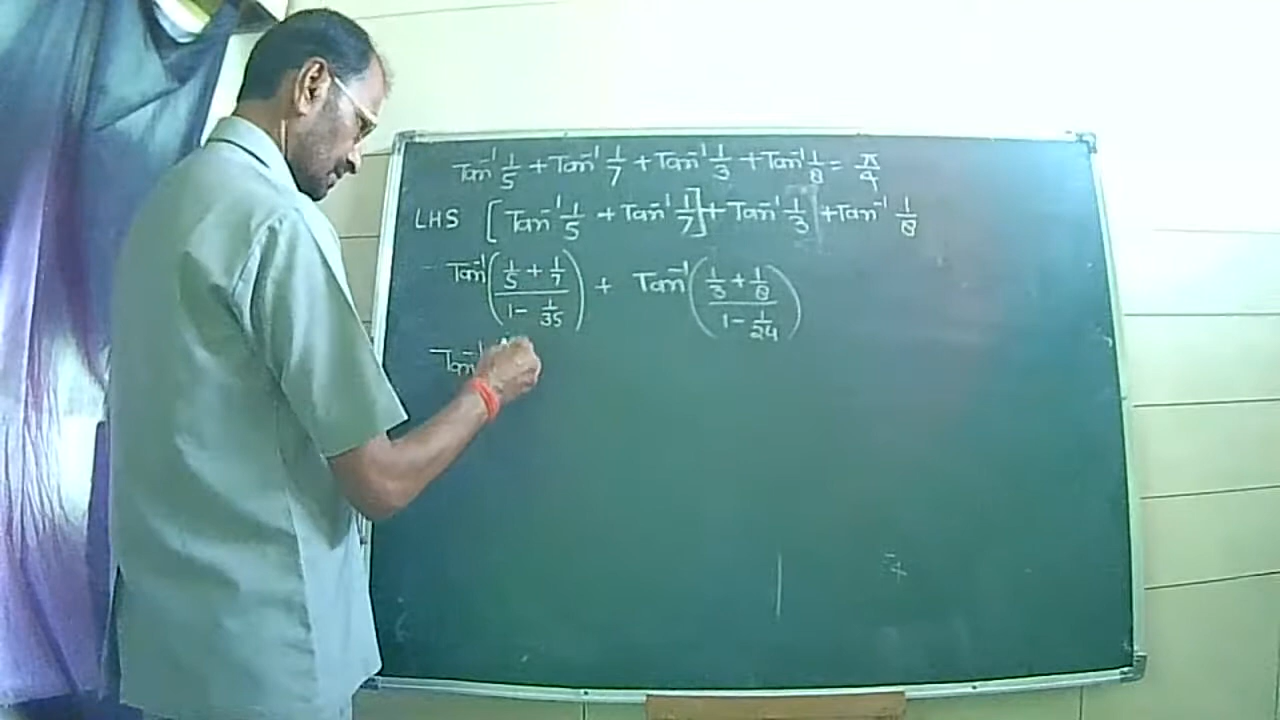 Tan⁻¹ 1/5 + Tan⁻¹ 1/7 + Tan⁻¹ 1/3 + Tan⁻¹ 1/8 = π/4
LHS [Tan⁻¹ 1/5 + Tan⁻¹ 1/7] + Tan⁻¹ 1/3 + Tan⁻¹ 1/8
Tan⁻¹((1/5 + 1/7)/(1 - 1/35)) + Tan⁻¹((1/3 + 1/8)/(1 - 1/24))
Tan⁻¹